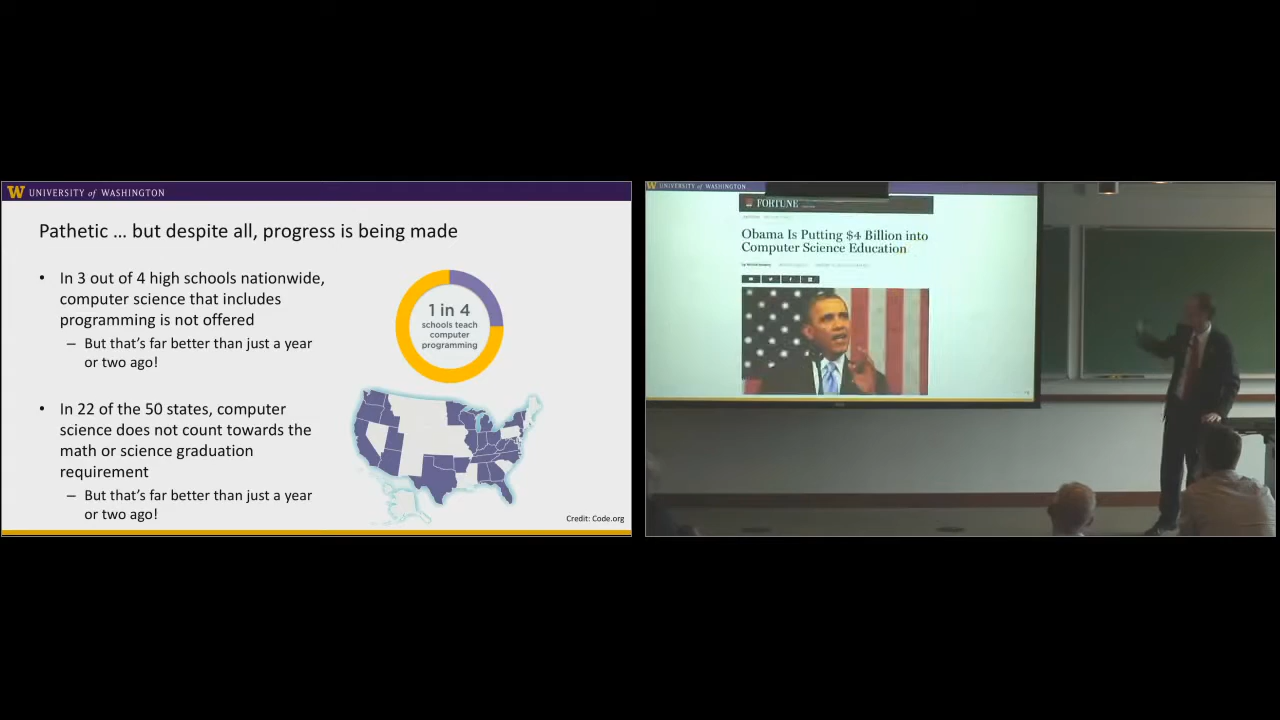 UNIVERSITY of WASHINGTON
Pathetic … but despite all, progress is being made
• In 3 out of 4 high schools nationwide,
computer science that includes
programming is not offered
– But that's far better than just a year
or two ago!
• In 22 of the 50 states, computer
science does not count towards the
math or science graduation
requirement
– But that's far better than just a year
or two ago!
1 in 4
schools teach
computer
programming
Credit: Code.org
UNIVERSITY of WASHINGTON
FORTUNE
Obama Is Putting $4 Billion into
Computer Science Education